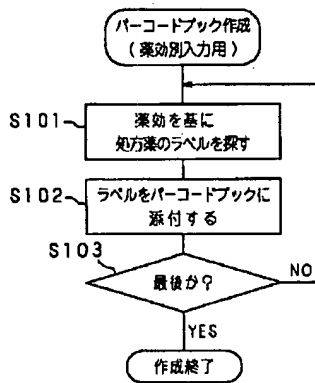 バーコードブック作成
(薬効別入力用)
S101
薬効を基に
処方薬のラベルを探す
S102
ラベルをバーコードブックに
添付する
S103
最後か?
NO
YES
作成終了